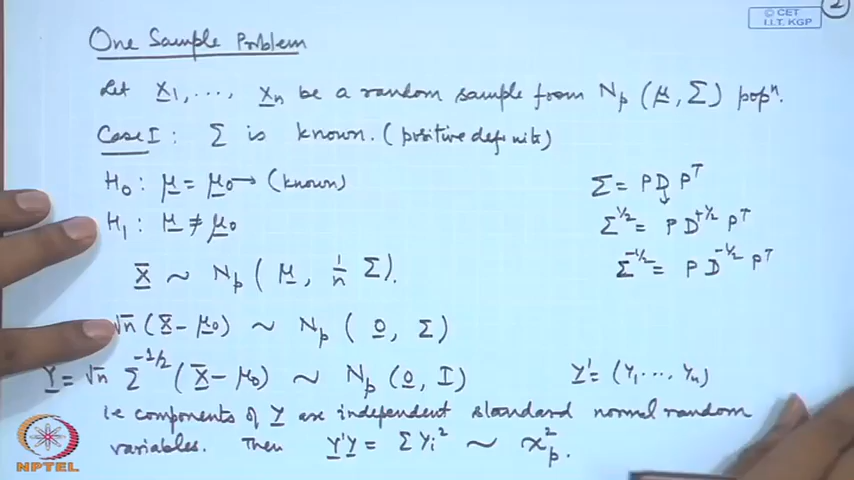 © CET
I.I.T. KGP
2
One Sample Problem
Let X1, ..., Xn be a random sample from Np (μ, Σ) popⁿ.
Case I : Σ is known. (positive definite)
H₀ : μ = μ₀ → (known)
H₁ : μ ≠ μ₀
X̄ ~ Np ( μ, 1/n Σ).
√n (X̄ - μ₀) ~ Np ( 0, Σ)
Y = √n Σ^{-1/2} (X̄ - μ₀) ~ Np (0, I)
Σ = P D P^T
Σ^{1/2} = P D^{+1/2} P^T
Σ^{-1/2} = P D^{-1/2} P^T
Y' = (Y1 ... Yn)
i.e components of Y are independent standard normal random
variables. Then Y'Y = ΣYi² ~ χ²p.
NPTEL